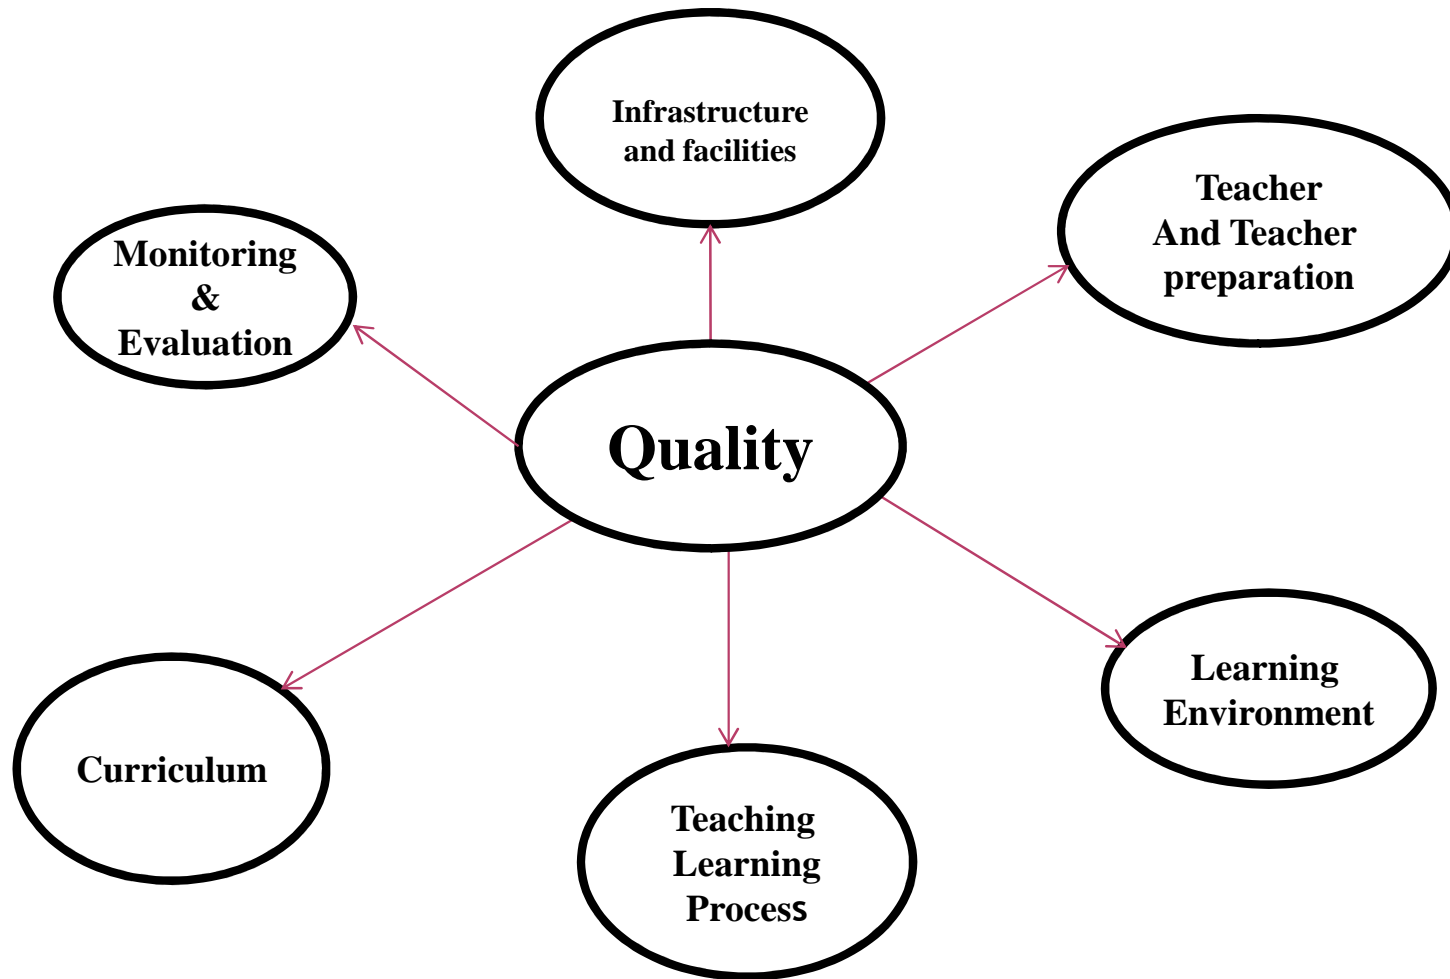 Infrastructure
and facilities
Teacher
And Teacher
preparation
Monitoring
&
Evaluation
Quality
Learning
Environment
Curriculum
Teaching
Learning
Process